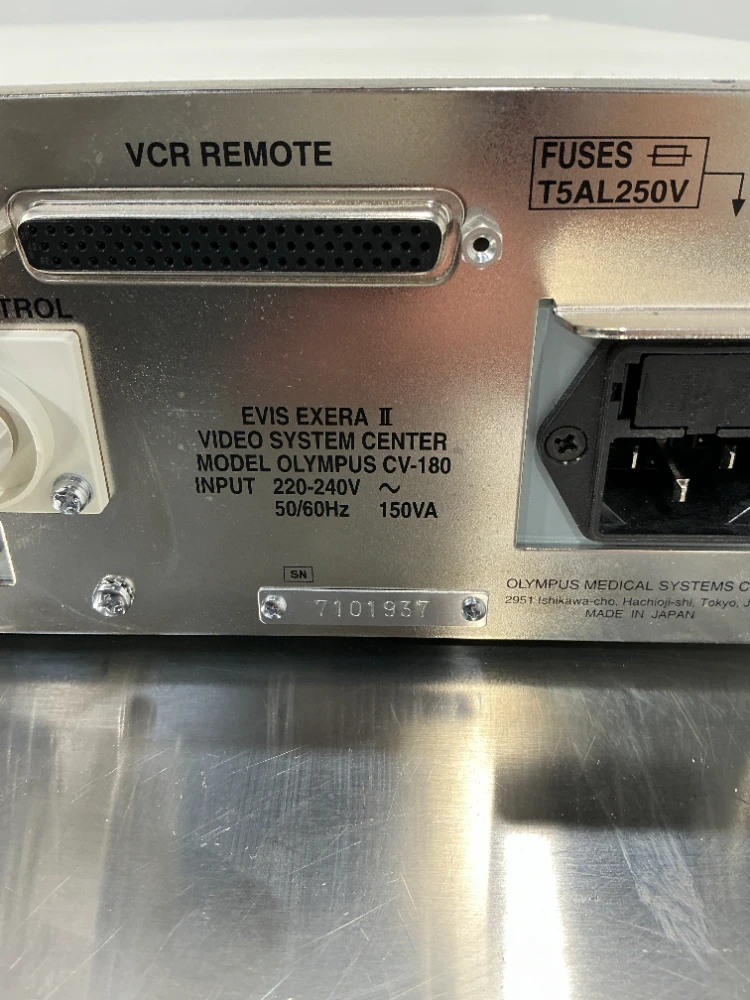 VCR REMOTE
FUSES
T5AL250V
TROL
EVIS EXERA Ⅱ
VIDEO SYSTEM CENTER
MODEL OLYMPUS CV-180
INPUT 220-240V ~
50/60Hz 150VA
SN
7101937
OLYMPUS MEDICAL SYSTEMS C
2951 Ishikawa-cho, Hachioji-shi, Tokyo, J
MADE IN JAPAN